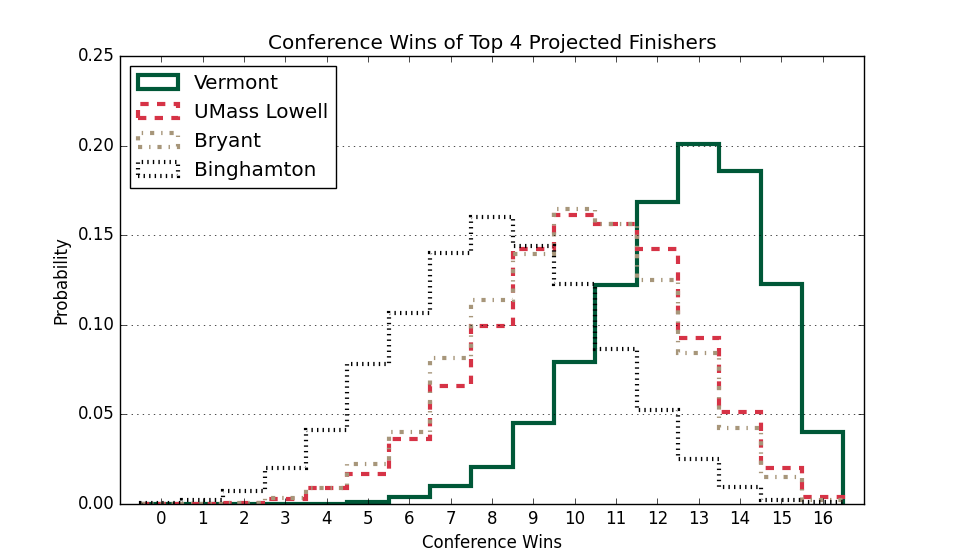 Conference Wins of Top 4 Projected Finishers
Vermont
UMass Lowell
Bryant
Binghamton
0.25
0.20
0.15
0.10
0.05
0.00
Probability
0 1 2 3 4 5 6 7 8 9 10 11 12 13 14 15 16
Conference Wins